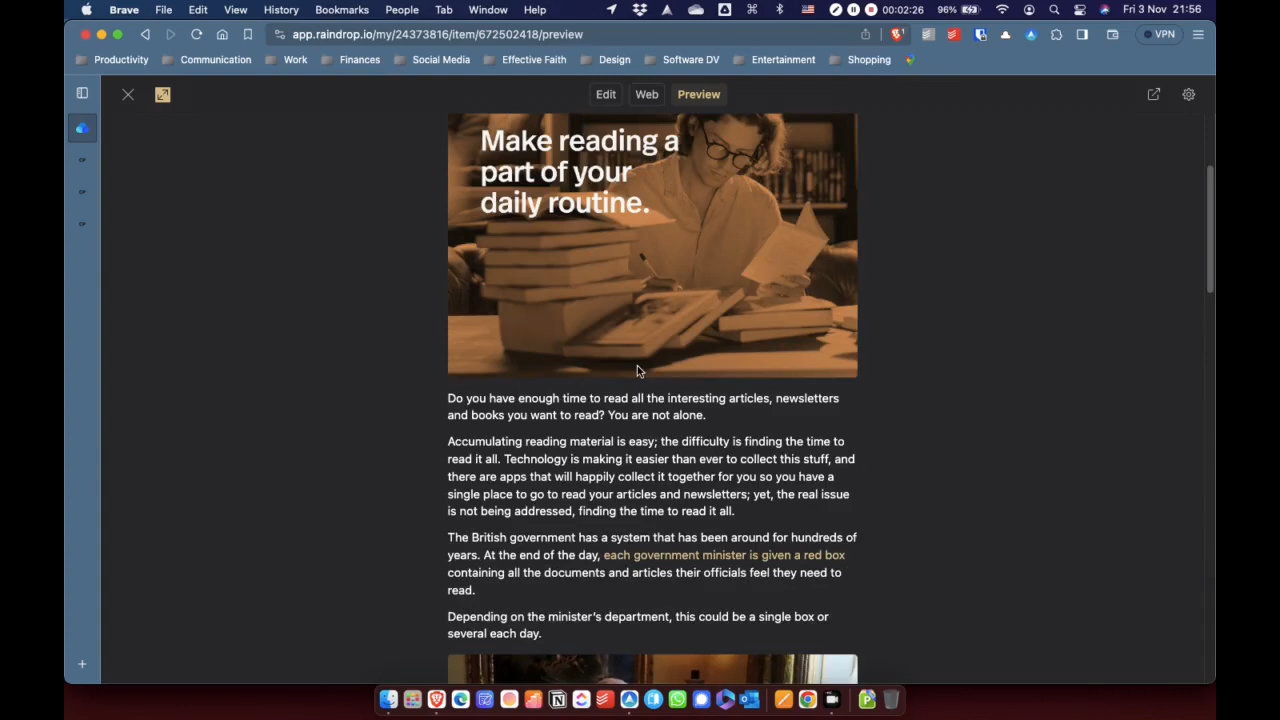 Brave File Edit View History Bookmarks People Tab Window Help 00:02:26 96% Fri 3 Nov 21:56
app.raindrop.io/my/24373816/item/672502418/preview VPN
Productivity Communication Work Finances Social Media Effective Faith Design Software DV Entertainment Shopping
Edit Web Preview
Make reading a
part of your
daily routine.
Do you have enough time to read all the interesting articles, newsletters
and books you want to read? You are not alone.
Accumulating reading material is easy; the difficulty is finding the time to
read it all. Technology is making it easier than ever to collect this stuff, and
there are apps that will happily collect it together for you so you have a
single place to go to read your articles and newsletters; yet, the real issue
is not being addressed, finding the time to read it all.
The British government has a system that has been around for hundreds of
years. At the end of the day, each government minister is given a red box
containing all the documents and articles their officials feel they need to
read.
Depending on the minister's department, this could be a single box or
several each day.